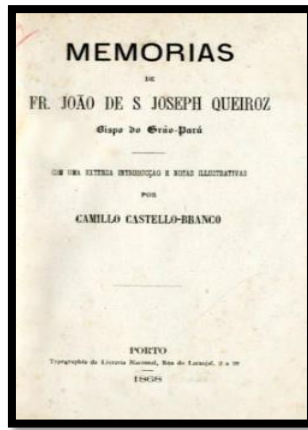 MEMORIAS
DE
FR. JOÃO DE S. JOSEPH QUEIROZ
Bispo do Grão-Pará
COM UMA EXTENSA INTRODUCÇÃO E NOTAS ILLUSTRATIVAS
POR
CAMILLO CASTELLO-BRANCO
PORTO
Typographia da Livraria Nacional, Rua do Laranjal, 2 a
1868